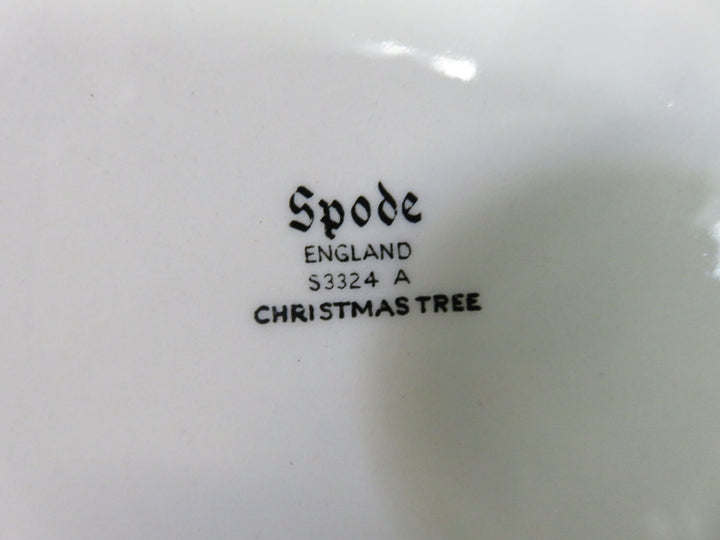 Spode
ENGLAND
S3324 A
CHRISTMAS TREE